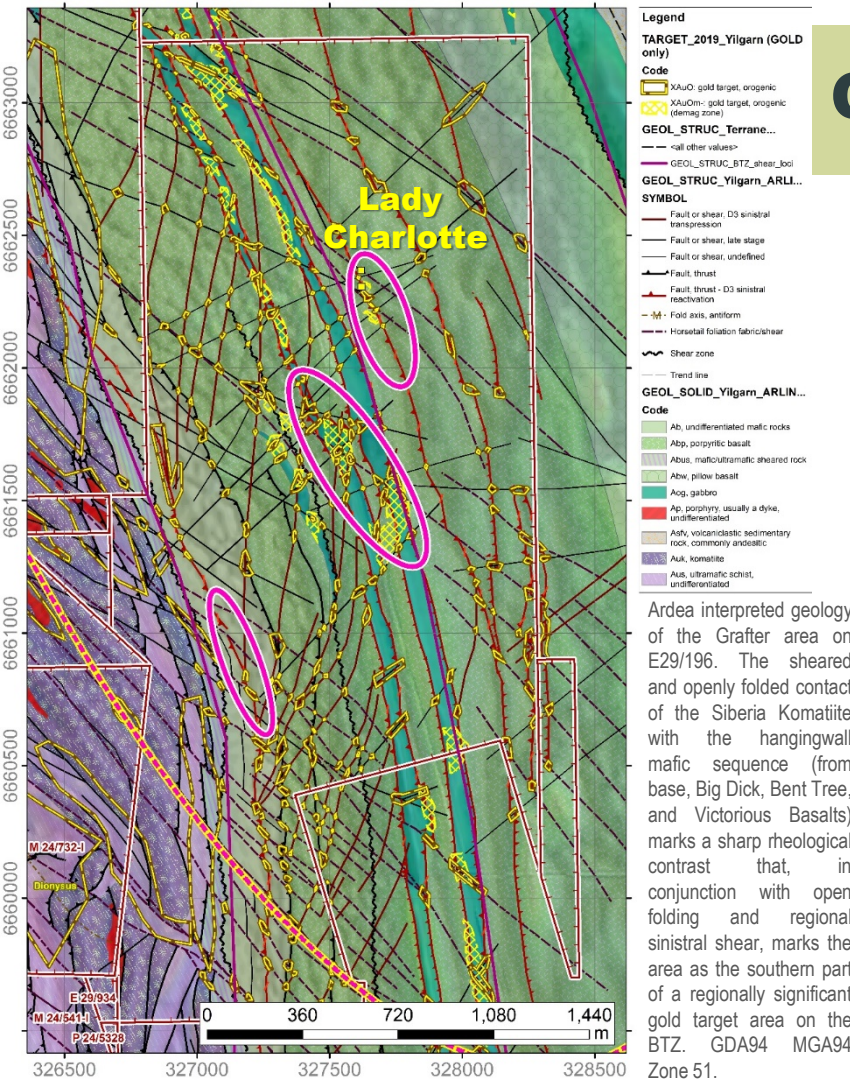 6663000
6662500
6662000
6661500
6661000
6660500
6660000
Lady
Charlotte
M 24/732-I
Dionysus
E 29/934
M 24/541-I
P 24/5328
0 360 720 1,080 1,440
m
326500 327000 327500 328000 328500
Legend
TARGET_2019_Yilgarn (GOLD
only)
Code
XAuO: gold target, orogenic
XAuOm-: gold target, orogenic
(demag zone)
GEOL_STRUC_Terrane...
<all other values>
GEOL_STRUC_BTZ_shear_loci
GEOL_STRUC_Yilgarn_ARLI...
SYMBOL
Fault or shear, D3 sinistral
transpression
Fault or shear, late stage
Fault or shear, undefined
Fault, thrust
Fault, thrust - D3 sinistral
reactivation
M Fold axis, antiform
Horsetail foliation fabric/shear
Shear zone
Trend line
GEOL_SOLID_Yilgarn_ARLIN...
Code
Ab, undifferentiated mafic rocks
Abp, porpyritic basalt
Abus, mafic/ultramafic sheared rock
Abw, pillow basalt
Aog, gabbro
Ap, porphyry, usually a dyke,
undifferentiated
Asfv, volcaniclastic sedimentary
rock, commonly andesitic
Auk, komatiite
Aus, ultramafic schist,
undifferentiated
Ardea interpreted geology
of the Grafter area on
E29/196. The sheared
and openly folded contact
of the Siberia Komatiite
with the hangingwall
mafic sequence (from
base, Big Dick, Bent Tree,
and Victorious Basalts)
marks a sharp rheological
contrast that, in
conjunction with open
folding and regional
sinistral shear, marks the
area as the southern part
of a regionally significant
gold target area on the
BTZ. GDA94 MGA94
Zone 51.